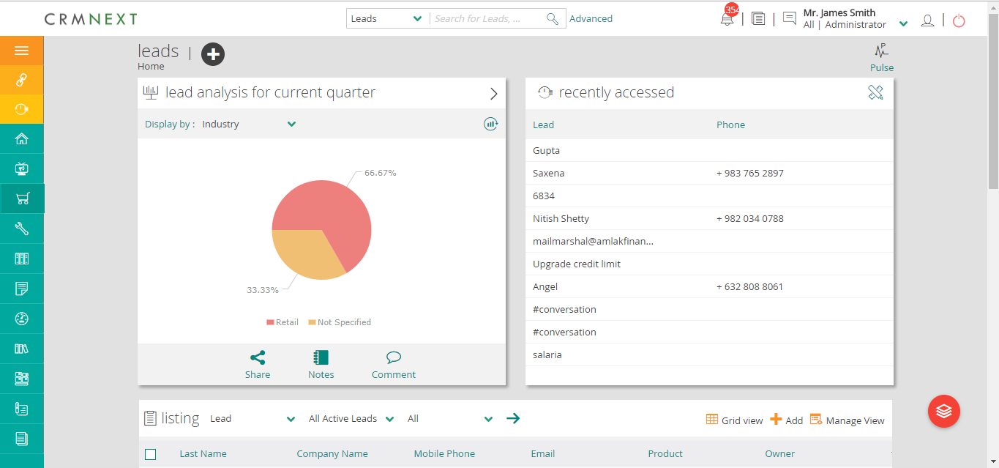 CRMNEXT
Leads
Search for Leads, ...
Advanced
354
Mr. James Smith
All | Administrator
leads
Home
P
Pulse
lead analysis for current quarter
Display by : Industry
66.67%
33.33%
Retail
Not Specified
Share
Notes
Comment
recently accessed
Lead Phone
Gupta
Saxena + 983 765 2897
6834
Nitish Shetty + 982 034 0788
mailmarshal@amlakfinan...
Upgrade credit limit
Angel + 632 808 8061
#conversation
#conversation
salaria
listing Lead All Active Leads All
Grid view Add Manage View
Last Name Company Name Mobile Phone Email Product Owner